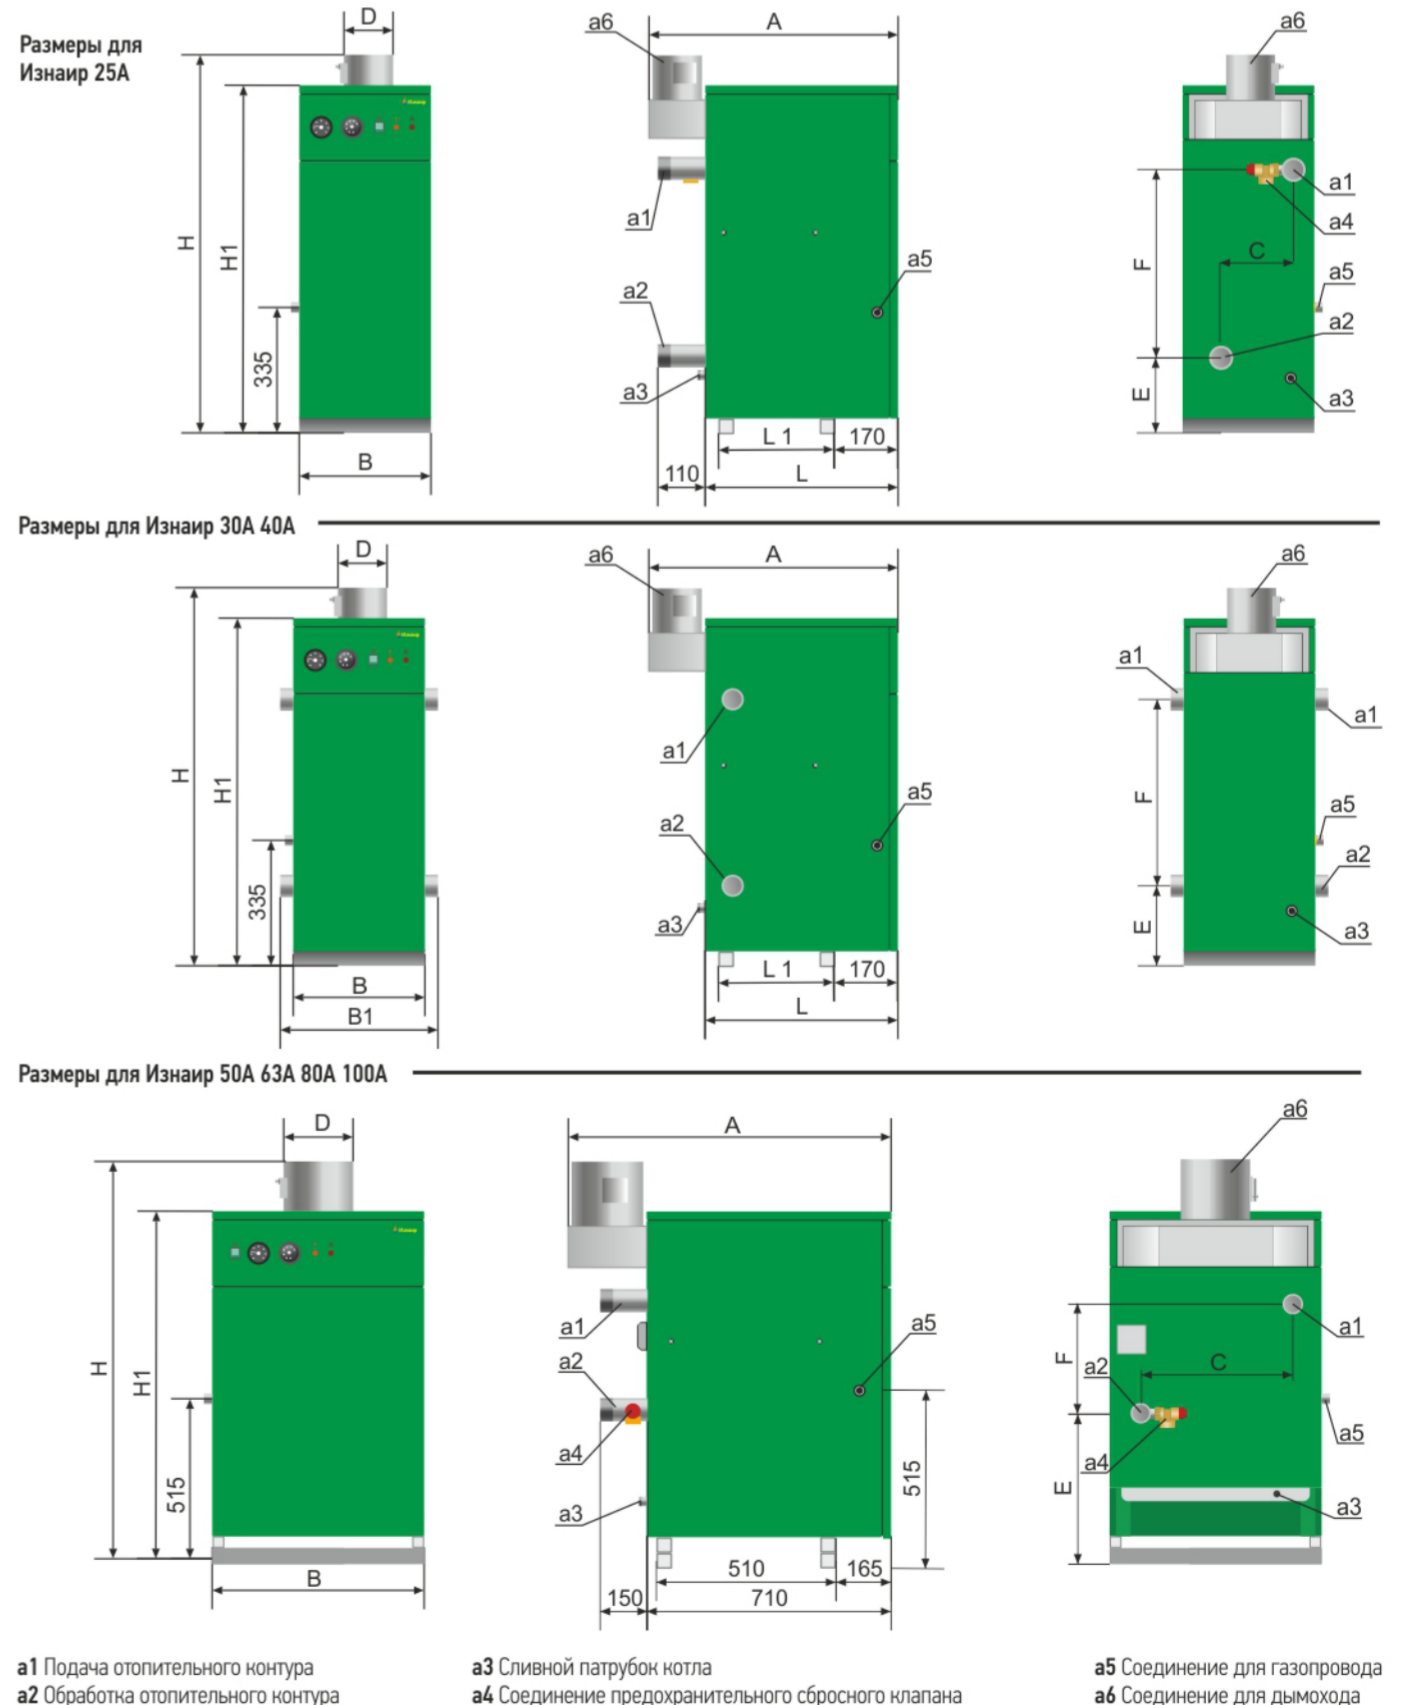 Размеры для
Изнаир 25А
D
H
H1
335
B
a6
A
a1
a2
a3
a5
L 1
170
110
L
a6
a1
a4
F
C
a5
a2
E
a3
Размеры для Изнаир 30А 40А
D
H
H1
335
B
B1
a6
A
a1
a2
a3
a5
L 1
170
L
a6
a1
a1
F
a5
a2
E
a3
Размеры для Изнаир 50А 63А 80А 100А
D
H
H1
515
B
A
a1
a2
a4
a3
a5
515
510
165
150
710
a6
a1
F
C
a2
a4
a5
E
a3
a1 Подача отопительного контура
a3 Сливной патрубок котла
a5 Соединение для газопровода
a2 Обработка отопительного контура
a4 Соединение предохранительного сбросного клапана
a6 Соединение для дымохода